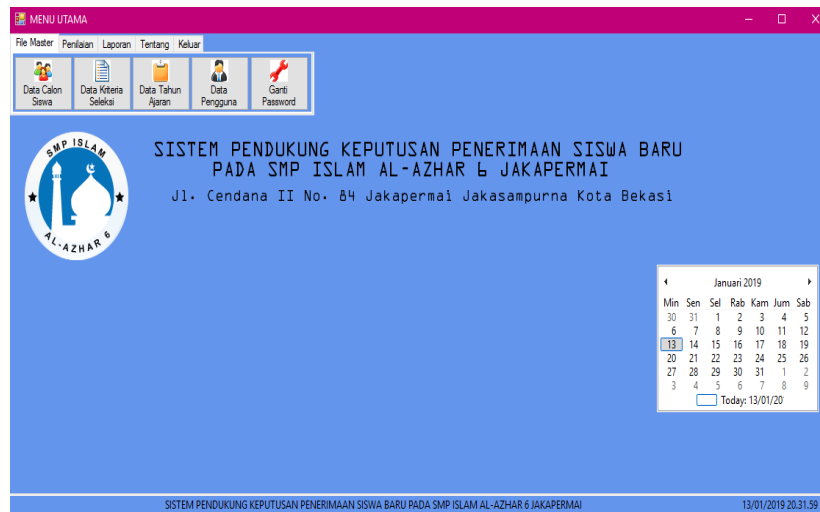 MENU UTAMA
File Master Penilaian Laporan Tentang Keluar
Data Calon Siswa
Data Kriteria Seleksi
Data Tahun Ajaran
Data Pengguna
Ganti Password
SMP ISLAM
AL-AZHAR 6
SISTEM PENDUKUNG KEPUTUSAN PENERIMAAN SISWA BARU
PADA SMP ISLAM AL-AZHAR 6 JAKAPERMAI
Jl. Cendana II No. 84 Jakapermai Jakasampurna Kota Bekasi
Januari 2019
Min Sen Sel Rab Kam Jum Sab
30 31 1 2 3 4 5
6 7 8 9 10 11 12
13 14 15 16 17 18 19
20 21 22 23 24 25 26
27 28 29 30 31 1 2
3 4 5 6 7 8 9
Today: 13/01/20
SISTEM PENDUKUNG KEPUTUSAN PENERIMAAN SISWA BARU PADA SMP ISLAM AL-AZHAR 6 JAKAPERMAI
13/01/2019 20.31.59